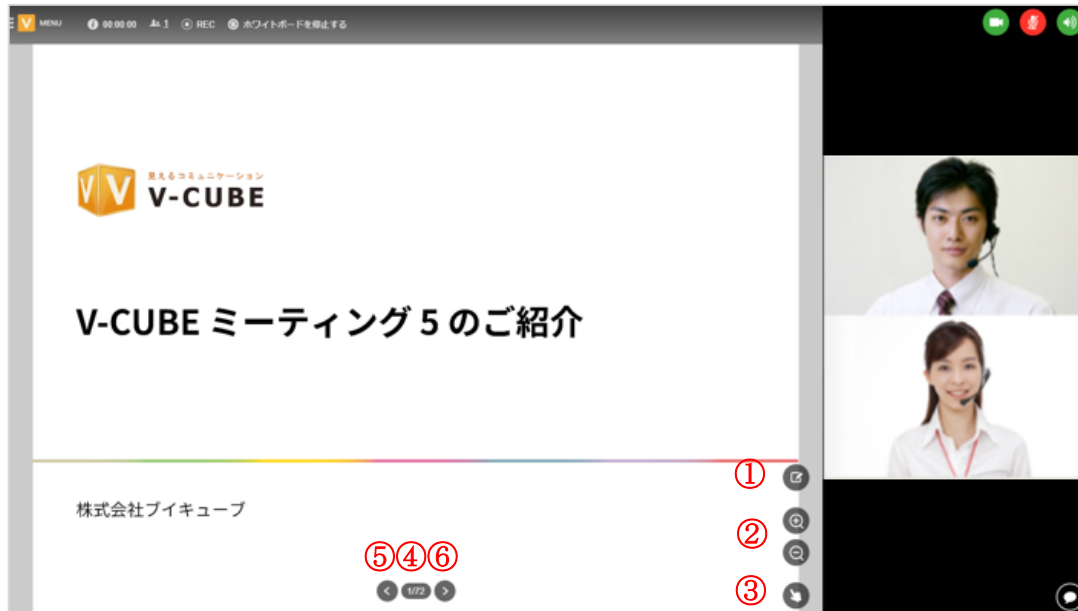 V MENU 00:00:00 1 REC ホワイトボードを停止する
見えるコミュニケーション
V-CUBE
V-CUBE ミーティング 5 のご紹介
①
株式会社ブイキューブ
②
⑤④⑥
1/72
③